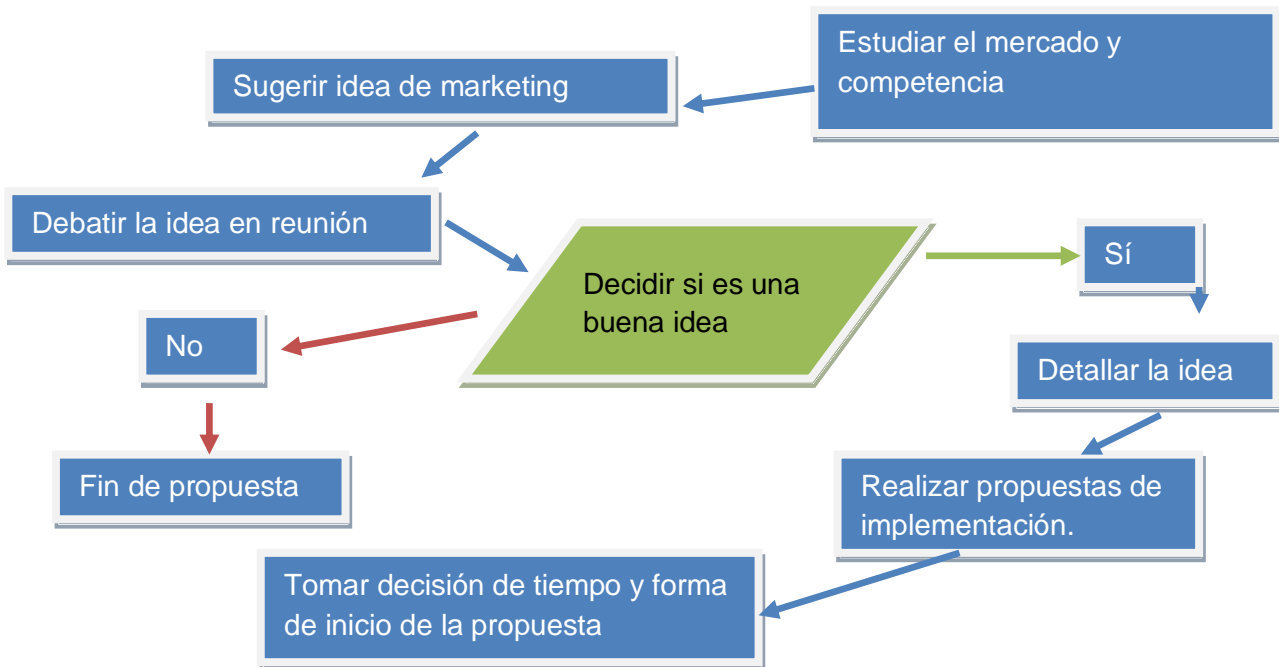 Estudiar el mercado y
competencia
Sugerir idea de marketing
Debatir la idea en reunión
Decidir si es una
buena idea
Sí
No
Detallar la idea
Fin de propuesta
Realizar propuestas de
implementación.
Tomar decisión de tiempo y forma
de inicio de la propuesta